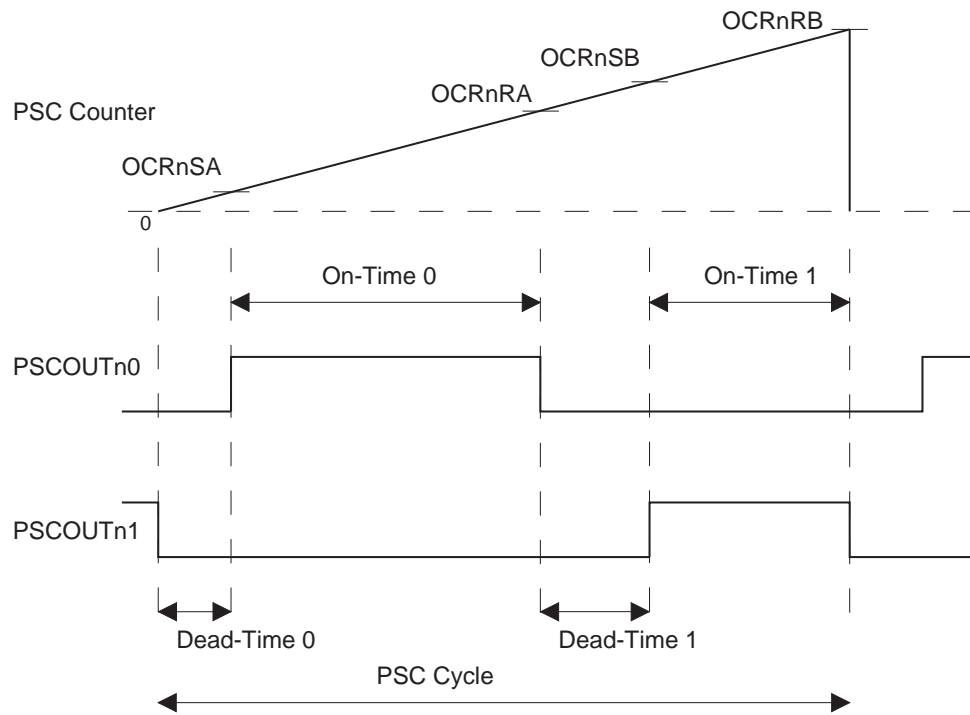 OCRnRB
OCRnSB
OCRnRA
PSC Counter
OCRnSA
0
On-Time 0
On-Time 1
PSCOUTn0
PSCOUTn1
Dead-Time 0
Dead-Time 1
PSC Cycle